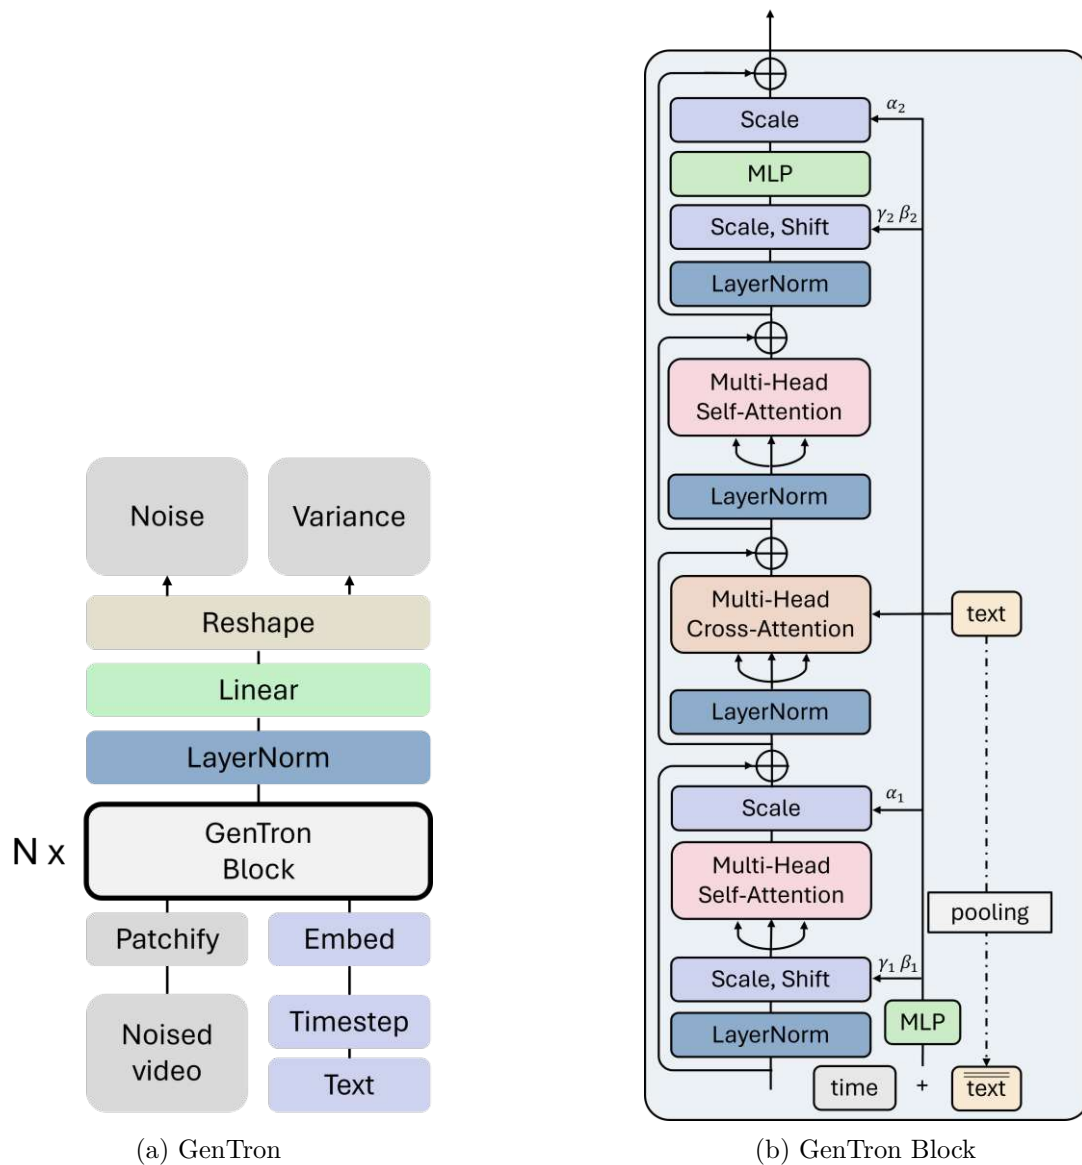 Noise
Variance
Reshape
Linear
LayerNorm
N x
GenTron
Block
Patchify
Embed
Noised
video
Timestep
Text
(a) GenTron
Scale
α₂
MLP
Scale, Shift
γ₂ β₂
LayerNorm
Multi-Head
Self-Attention
LayerNorm
Multi-Head
Cross-Attention
text
LayerNorm
Scale
α₁
Multi-Head
Self-Attention
pooling
Scale, Shift
γ₁ β₁
LayerNorm
MLP
time
+
text
(b) GenTron Block